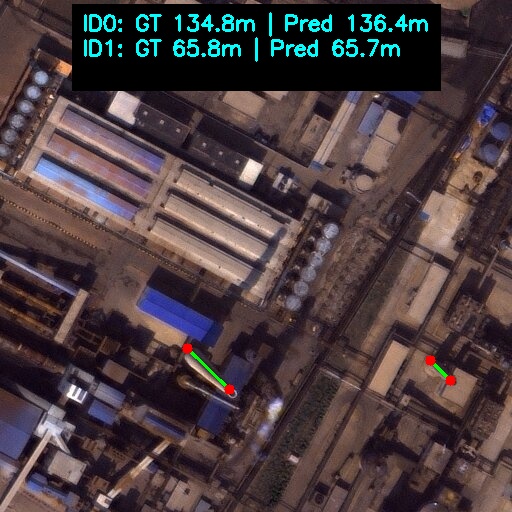 ID0: GT 134.8m | Pred 136.4m
ID1: GT 65.8m | Pred 65.7m